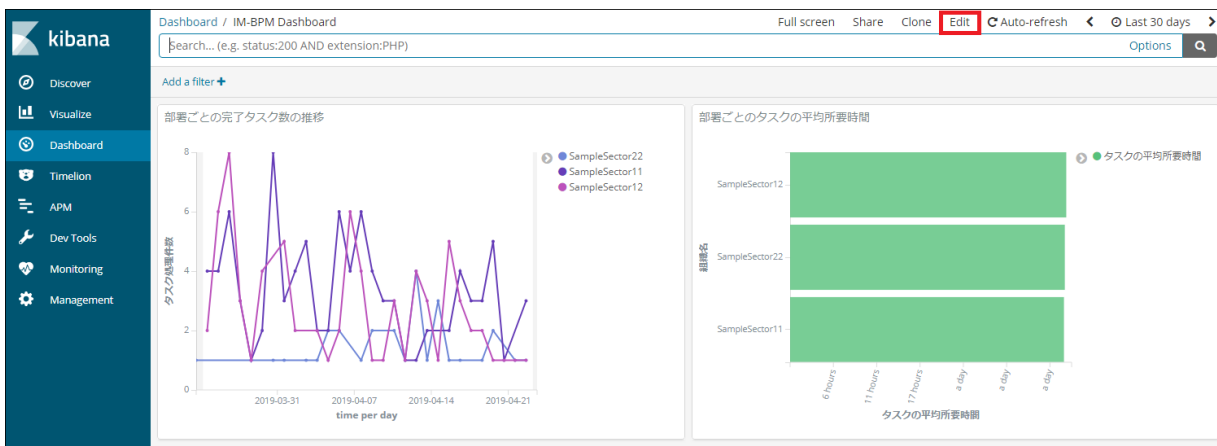 kibana
Discover
Visualize
Dashboard
Timelion
APM
Dev Tools
Monitoring
Management
Dashboard / IM-BPM Dashboard
Full screen Share Clone Edit Auto-refresh Last 30 days
Search... (e.g. status:200 AND extension:PHP)
Options
Add a filter
部署ごとの完了タスク数の推移
8
6
4
2
0
タスク処理件数
2019-03-31 2019-04-07 2019-04-14 2019-04-21
time per day
SampleSector22
SampleSector11
SampleSector12
部署ごとのタスクの平均所要時間
組織名
SampleSector12
SampleSector22
SampleSector11
6 hours 11 hours 17 hours a day a day a day
タスクの平均所要時間
タスクの平均所要時間